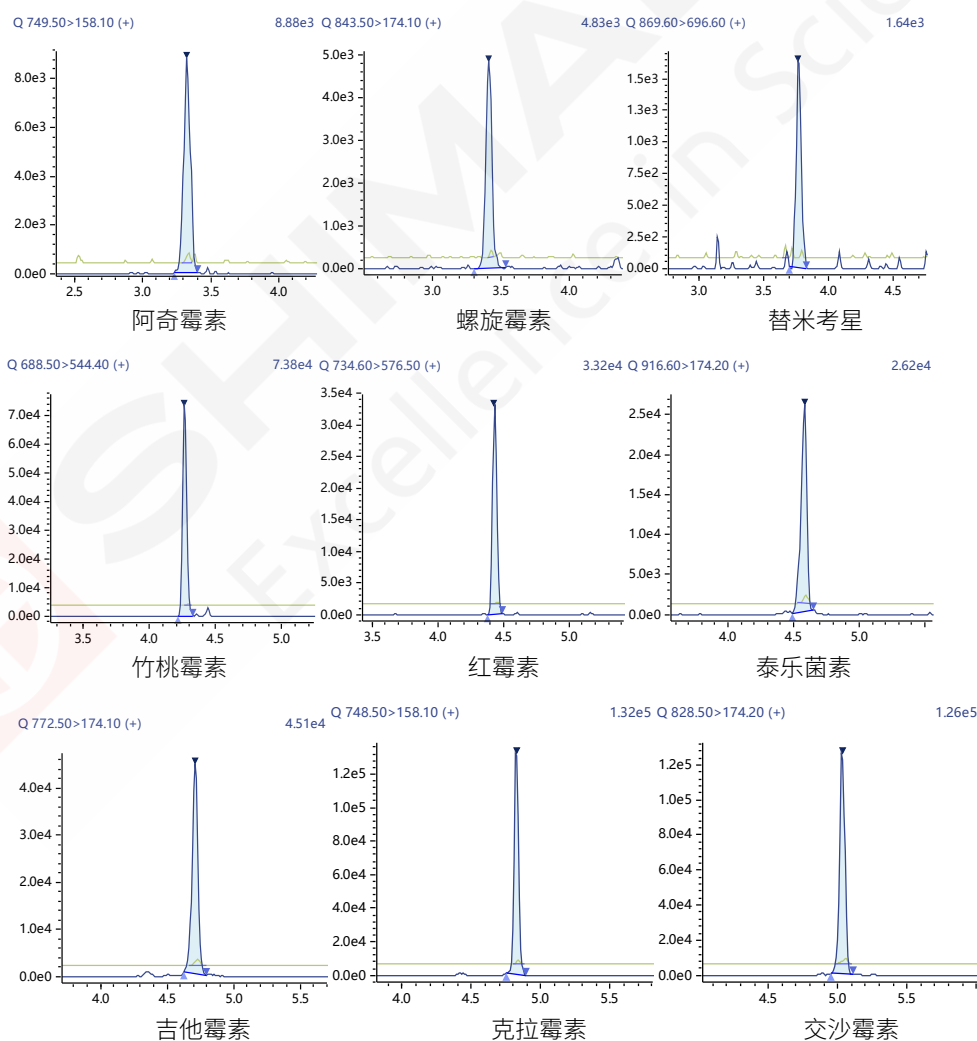 Q 749.50>158.10 (+) 8.88e3 Q 843.50>174.10 (+) 4.83e3 Q 869.60>696.60 (+) 1.64e3
8.0e3
6.0e3
4.0e3
2.0e3
0.0e0
2.5 3.0 3.5 4.0
5.0e3
4.0e3
3.0e3
2.0e3
1.0e3
0.0e0
3.0 3.5 4.0
1.5e3
1.3e3
1.0e3
7.5e2
5.0e2
2.5e2
0.0e0
3.0 3.5 4.0 4.5
阿奇霉素 螺旋霉素 替米考星
Q 688.50>544.40 (+) 7.38e4 Q 734.60>576.50 (+) 3.32e4 Q 916.60>174.20 (+) 2.62e4
7.0e4
6.0e4
5.0e4
4.0e4
3.0e4
2.0e4
1.0e4
0.0e0
3.5 4.0 4.5 5.0
3.5e4
3.0e4
2.5e4
2.0e4
1.5e4
1.0e4
5.0e3
0.0e0
3.5 4.0 4.5 5.0
2.5e4
2.0e4
1.5e4
1.0e4
5.0e3
0.0e0
4.0 4.5 5.0
竹桃霉素 红霉素 泰乐菌素
Q 772.50>174.10 (+) 4.51e4 Q 748.50>158.10 (+) 1.32e5 Q 828.50>174.20 (+) 1.26e5
4.0e4
3.0e4
2.0e4
1.0e4
0.0e0
4.0 4.5 5.0 5.5
1.2e5
1.0e5
8.0e4
6.0e4
4.0e4
2.0e4
0.0e0
4.0 4.5 5.0 5.5
1.2e5
1.0e5
8.0e4
6.0e4
4.0e4
2.0e4
0.0e0
4.5 5.0 5.5
吉他霉素 克拉霉素 交沙霉素
SHIMA
Excellence in Sci